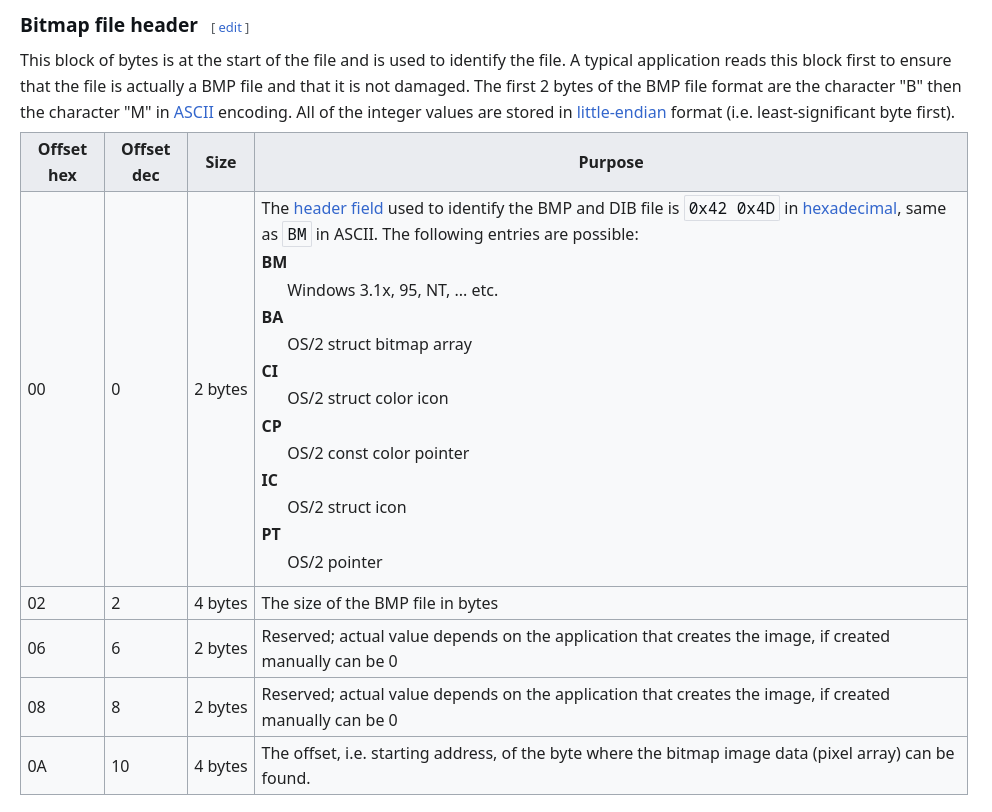 Bitmap file header [ edit ]
This block of bytes is at the start of the file and is used to identify the file. A typical application reads this block first to ensure
that the file is actually a BMP file and that it is not damaged. The first 2 bytes of the BMP file format are the character "B" then
the character "M" in ASCII encoding. All of the integer values are stored in little-endian format (i.e. least-significant byte first).
Offset hex Offset dec Size Purpose
00 0 2 bytes
The header field used to identify the BMP and DIB file is 0x42 0x4D in hexadecimal, same
as BM in ASCII. The following entries are possible:
BM
Windows 3.1x, 95, NT, ... etc.
BA
OS/2 struct bitmap array
CI
OS/2 struct color icon
CP
OS/2 const color pointer
IC
OS/2 struct icon
PT
OS/2 pointer
02 2 4 bytes The size of the BMP file in bytes
06 6 2 bytes Reserved; actual value depends on the application that creates the image, if created
manually can be 0
08 8 2 bytes Reserved; actual value depends on the application that creates the image, if created
manually can be 0
0A 10 4 bytes The offset, i.e. starting address, of the byte where the bitmap image data (pixel array) can be
found.